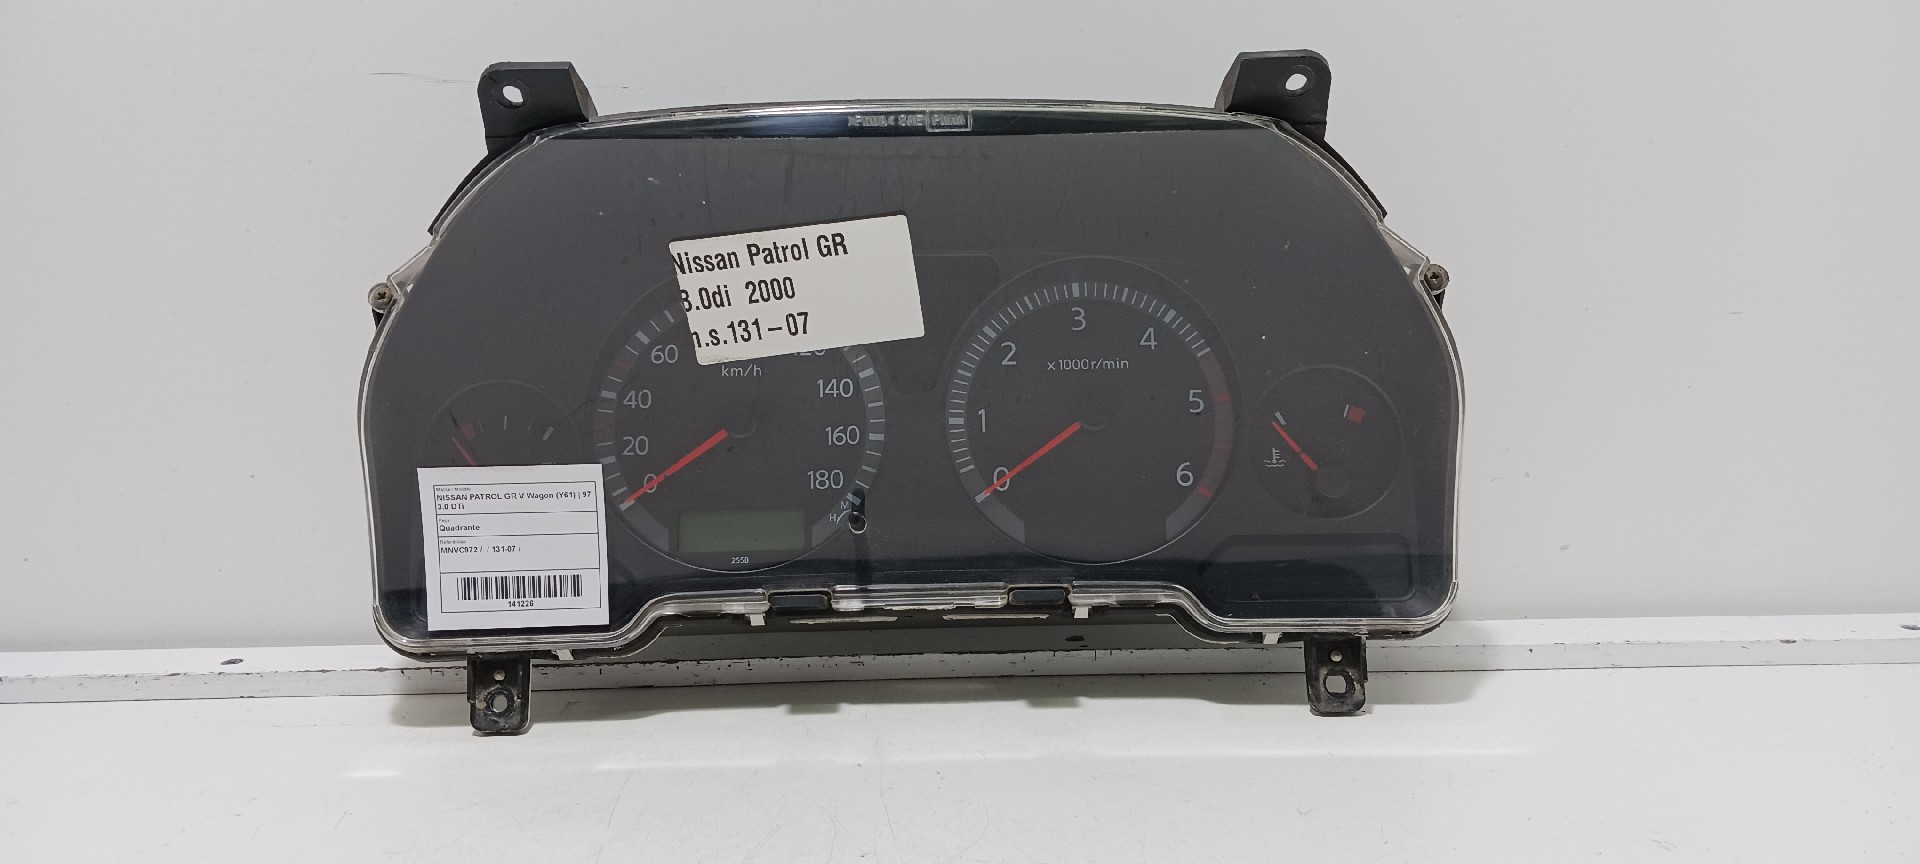 Nissan Patrol GR
3.0di 2000
n.s.131-07
60
40
20
0
km/h
120
140
160
180
2550
0
1
2
3
4
5
6
x1000r/min
NISSAN PATROL GR V Wagon (Y61) | 97
3.0 DTi
Quadrante
MNVC972 / / 131-07 /
141226